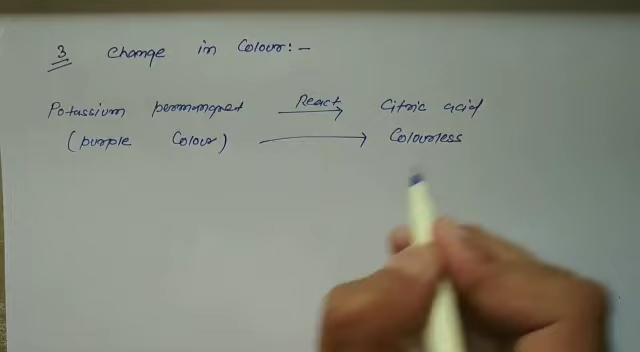 3 Change in Colour:-
Potassium permangnet React Citric acid
(purple Colour) Colourless